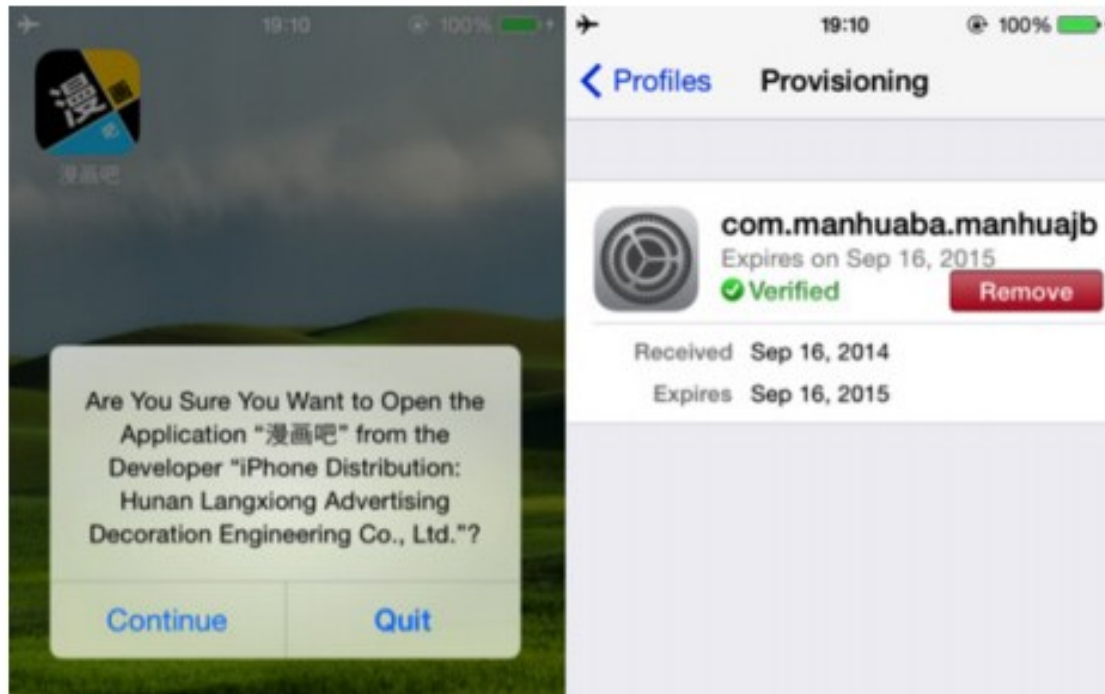 19:10
100%
漫
吧
漫画吧
Are You Sure You Want to Open the
Application “漫画吧” from the
Developer “iPhone Distribution:
Hunan Langxiong Advertising
Decoration Engineering Co., Ltd.”?
Continue
Quit
19:10
100%
Profiles
Provisioning
com.manhuaba.manhuajb
Expires on Sep 16, 2015
Verified
Remove
Received Sep 16, 2014
Expires Sep 16, 2015